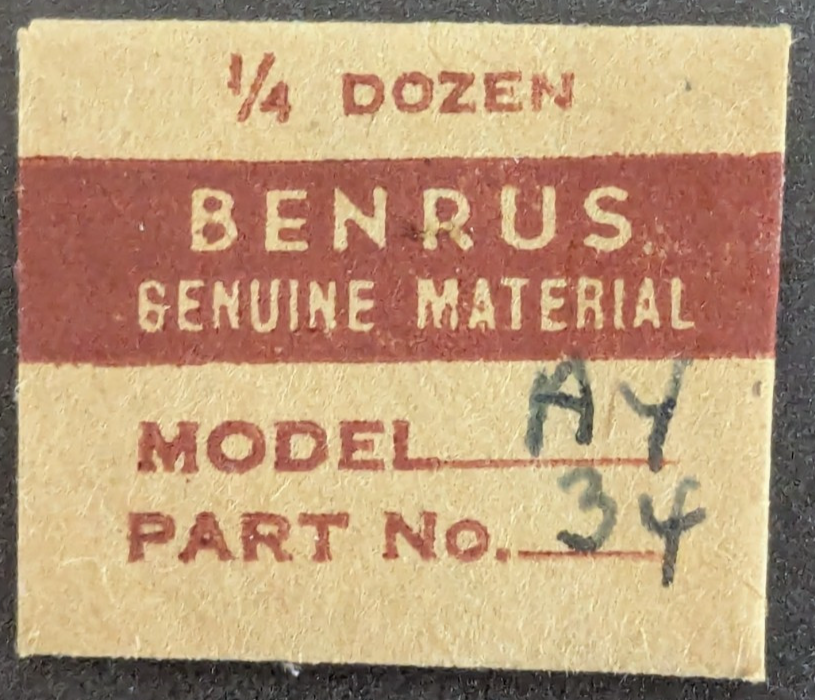 1/4 DOZEN
BENRUS
GENUINE MATERIAL
MODEL AY
PART No. 34